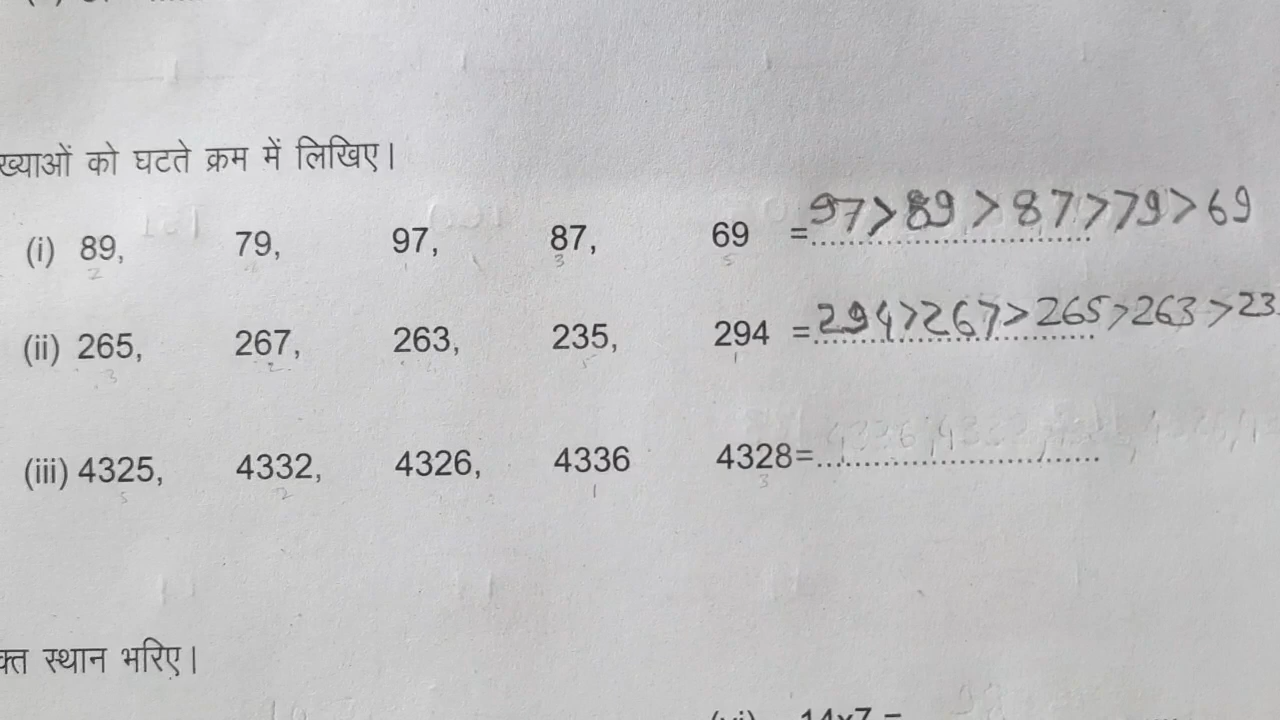 ख्याओं को घटते क्रम में लिखिए।
(i) 89, 79, 97, 87, 69 =97>89>87>79>69
(ii) 265, 267, 263, 235, 294 =294>267>265>263>23
(iii) 4325, 4332, 4326, 4336 4328=..............................
क्त स्थान भरिए।
14x7 =